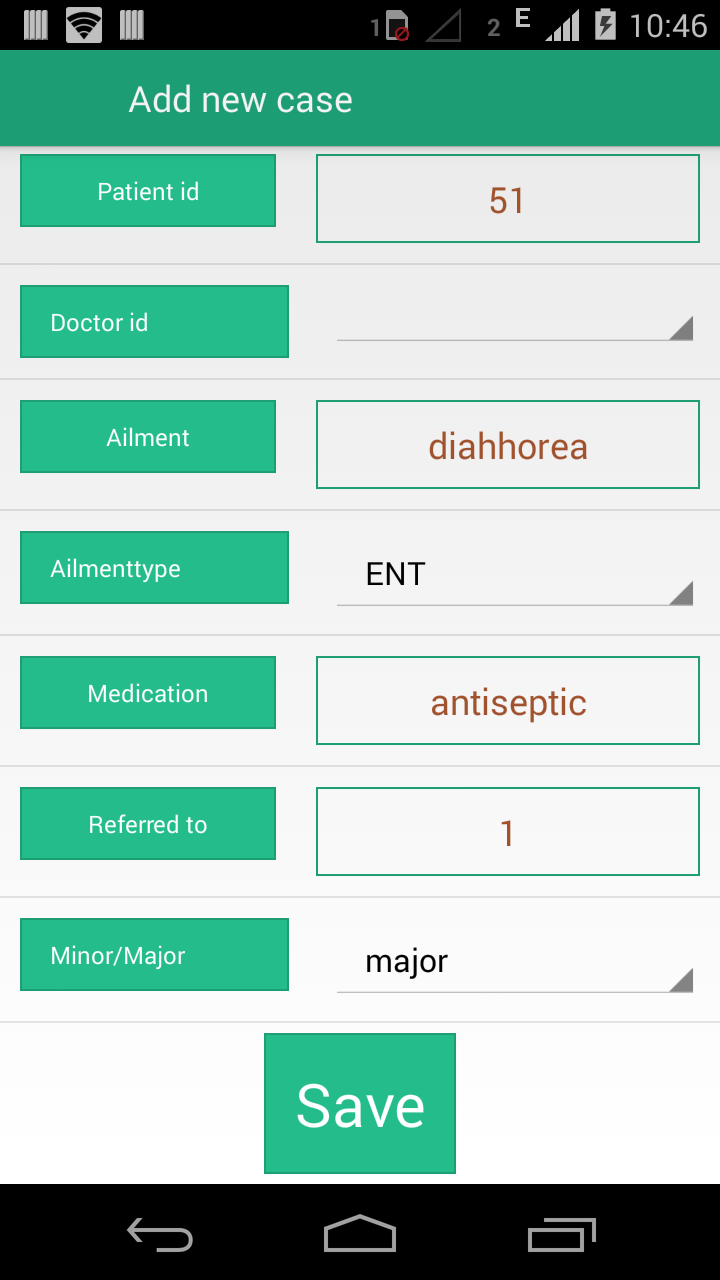 1 2 E 10:46
Add new case
Patient id 51
Doctor id
Ailment diahhorea
Ailmenttype ENT
Medication antiseptic
Referred to 1
Minor/Major major
Save